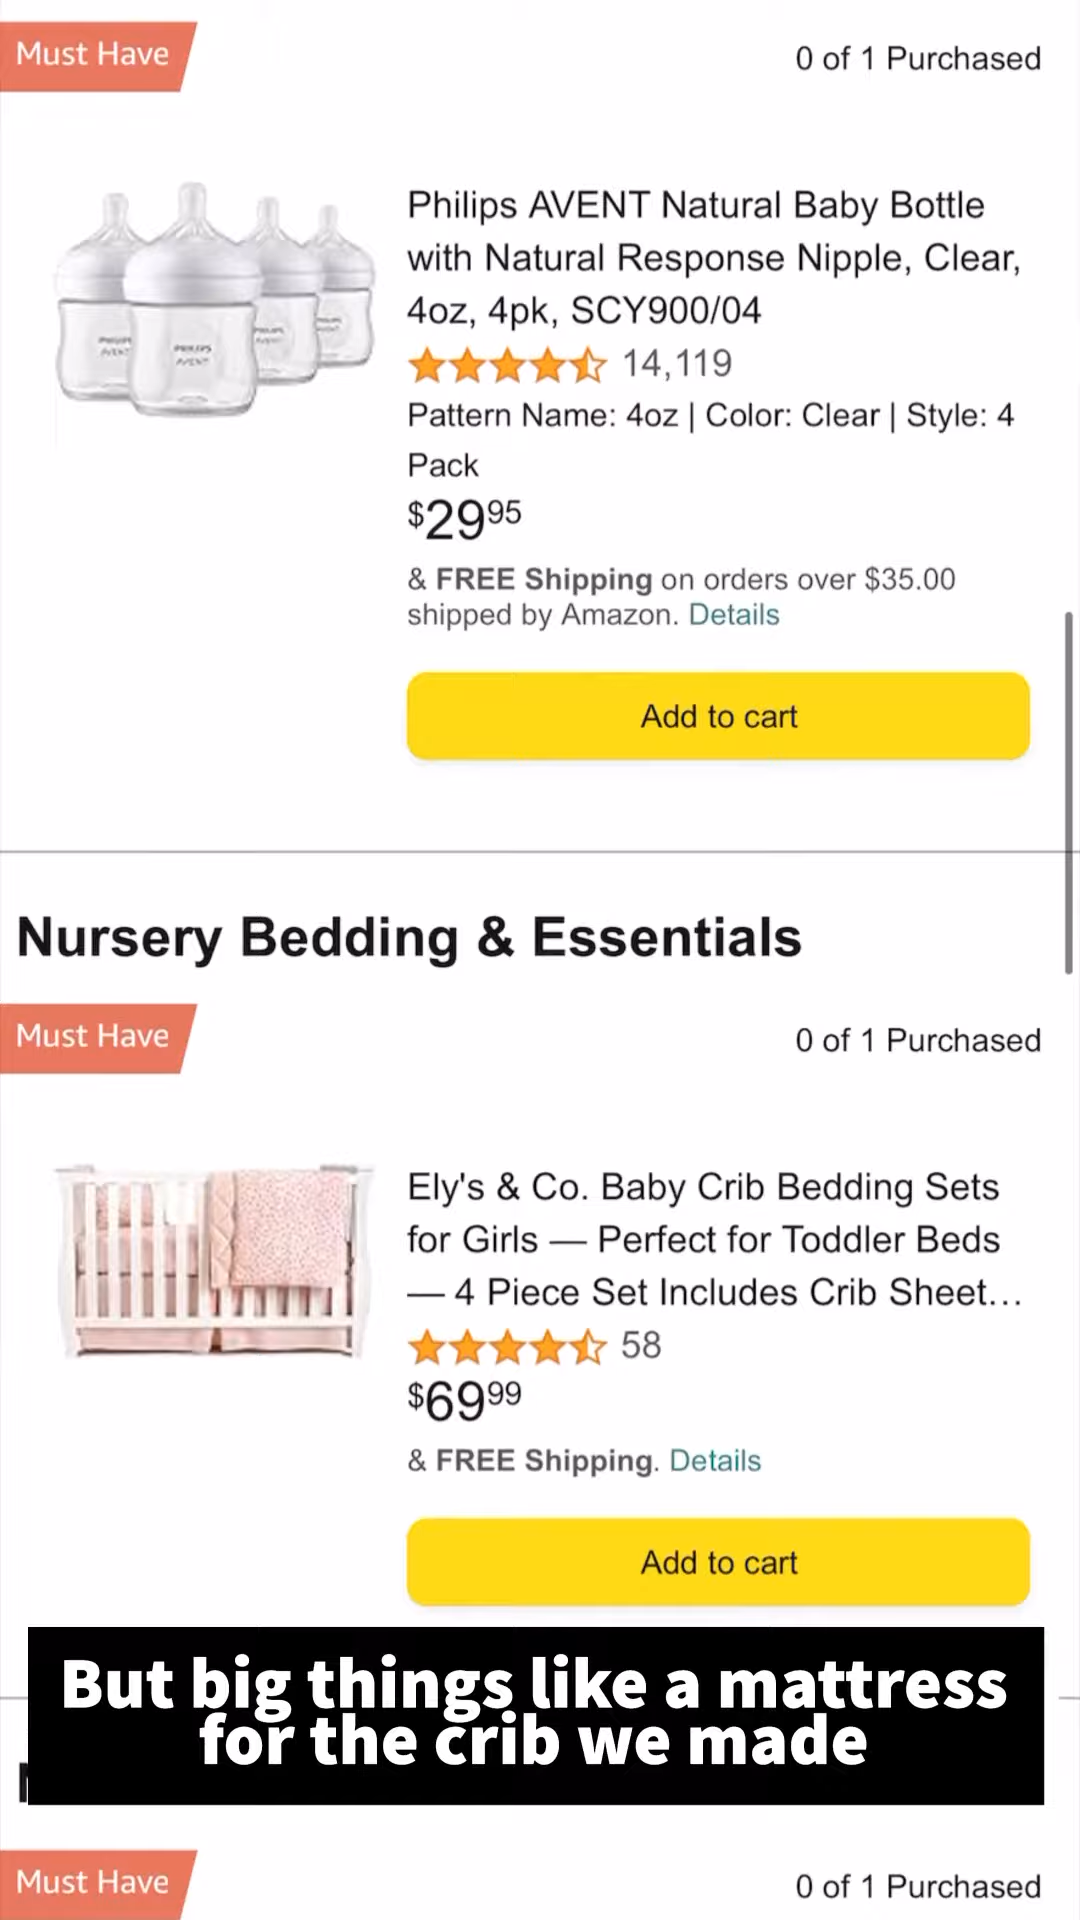 Must Have
0 of 1 Purchased
Philips AVENT Natural Baby Bottle
with Natural Response Nipple, Clear,
4oz, 4pk, SCY900/04
14,119
Pattern Name: 4oz | Color: Clear | Style: 4
Pack
$29.95
& FREE Shipping on orders over $35.00
shipped by Amazon. Details
Add to cart
Nursery Bedding & Essentials
Must Have
0 of 1 Purchased
Ely's & Co. Baby Crib Bedding Sets
for Girls — Perfect for Toddler Beds
— 4 Piece Set Includes Crib Sheet…
58
$69.99
& FREE Shipping. Details
Add to cart
But big things like a mattress
for the crib we made
Must Have
0 of 1 Purchased